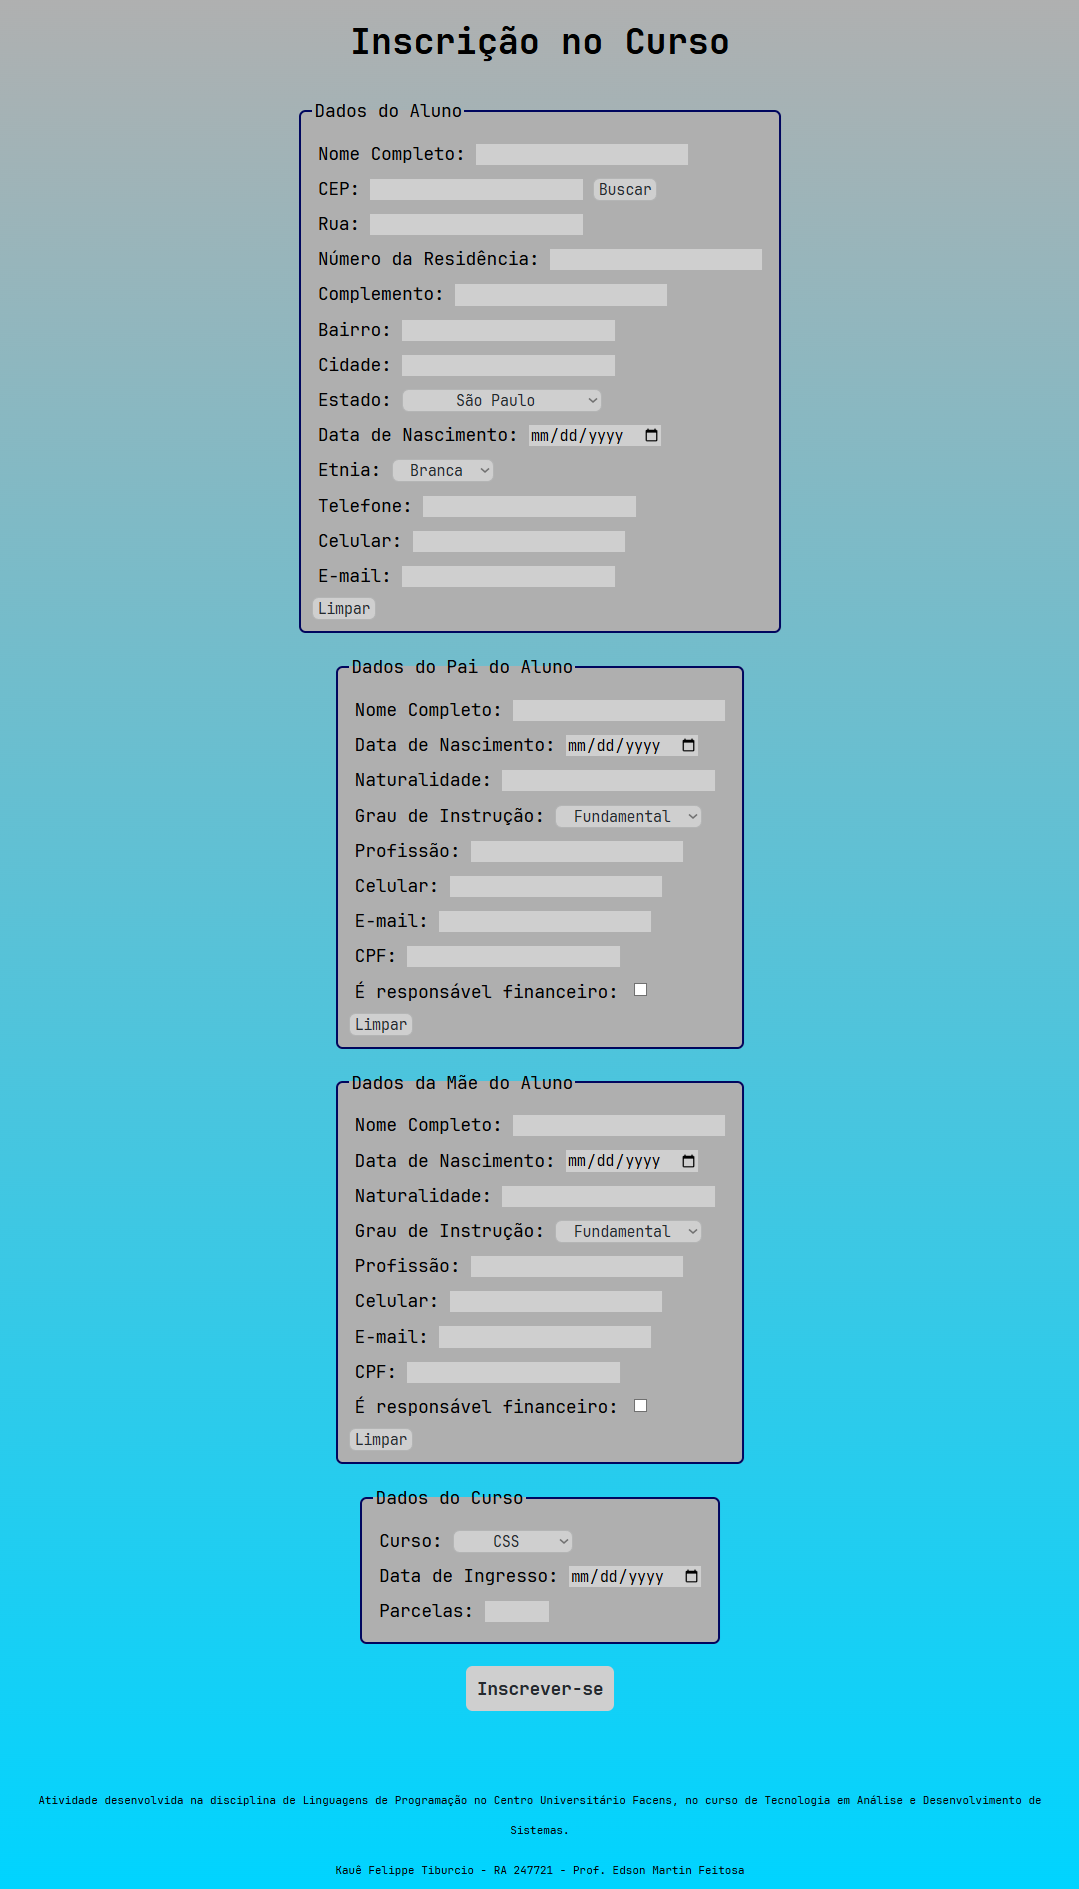 Inscrição no Curso
Dados do Aluno
Nome Completo:
CEP: Buscar
Rua:
Número da Residência:
Complemento:
Bairro:
Cidade:
Estado: São Paulo
Data de Nascimento: mm/dd/yyyy
Etnia: Branca
Telefone:
Celular:
E-mail:
Limpar
Dados do Pai do Aluno
Nome Completo:
Data de Nascimento: mm/dd/yyyy
Naturalidade:
Grau de Instrução: Fundamental
Profissão:
Celular:
E-mail:
CPF:
É responsável financeiro:
Limpar
Dados da Mãe do Aluno
Nome Completo:
Data de Nascimento: mm/dd/yyyy
Naturalidade:
Grau de Instrução: Fundamental
Profissão:
Celular:
E-mail:
CPF:
É responsável financeiro:
Limpar
Dados do Curso
Curso: CSS
Data de Ingresso: mm/dd/yyyy
Parcelas:
Inscrever-se
Atividade desenvolvida na disciplina de Linguagens de Programação no Centro Universitário Facens, no curso de Tecnologia em Análise e Desenvolvimento de
Sistemas.
Kauê Felippe Tiburcio - RA 247721 - Prof. Edson Martin Feitosa